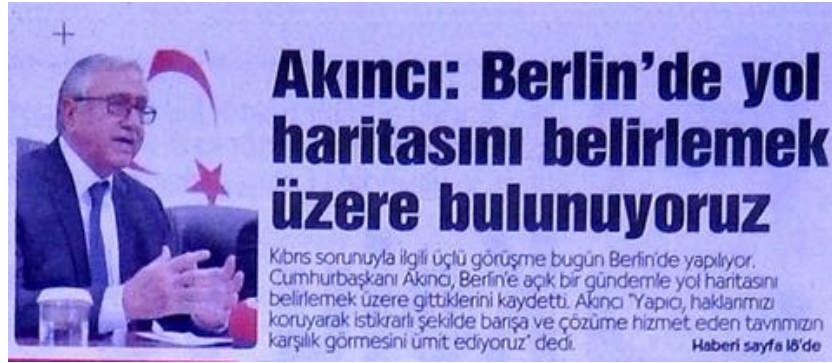 Akıncı: Berlin’de yol
haritasını belirlemek
üzere bulunuyoruz
Kıbrıs sorunuyla ilgili üçlü görüşme bugün Berlin’de yapılıyor.
Cumhurbaşkanı Akıncı, Berlin’e açık bir gündemle yol haritasını
belirlemek üzere gittiklerini kaydetti. Akıncı “Yapıcı, haklarımızı
koruyarak istikrarlı şekilde barışa ve çözüme hizmet eden tavrımızın
karşılık görmesini ümit ediyoruz” dedi. Haberi sayfa 18’de